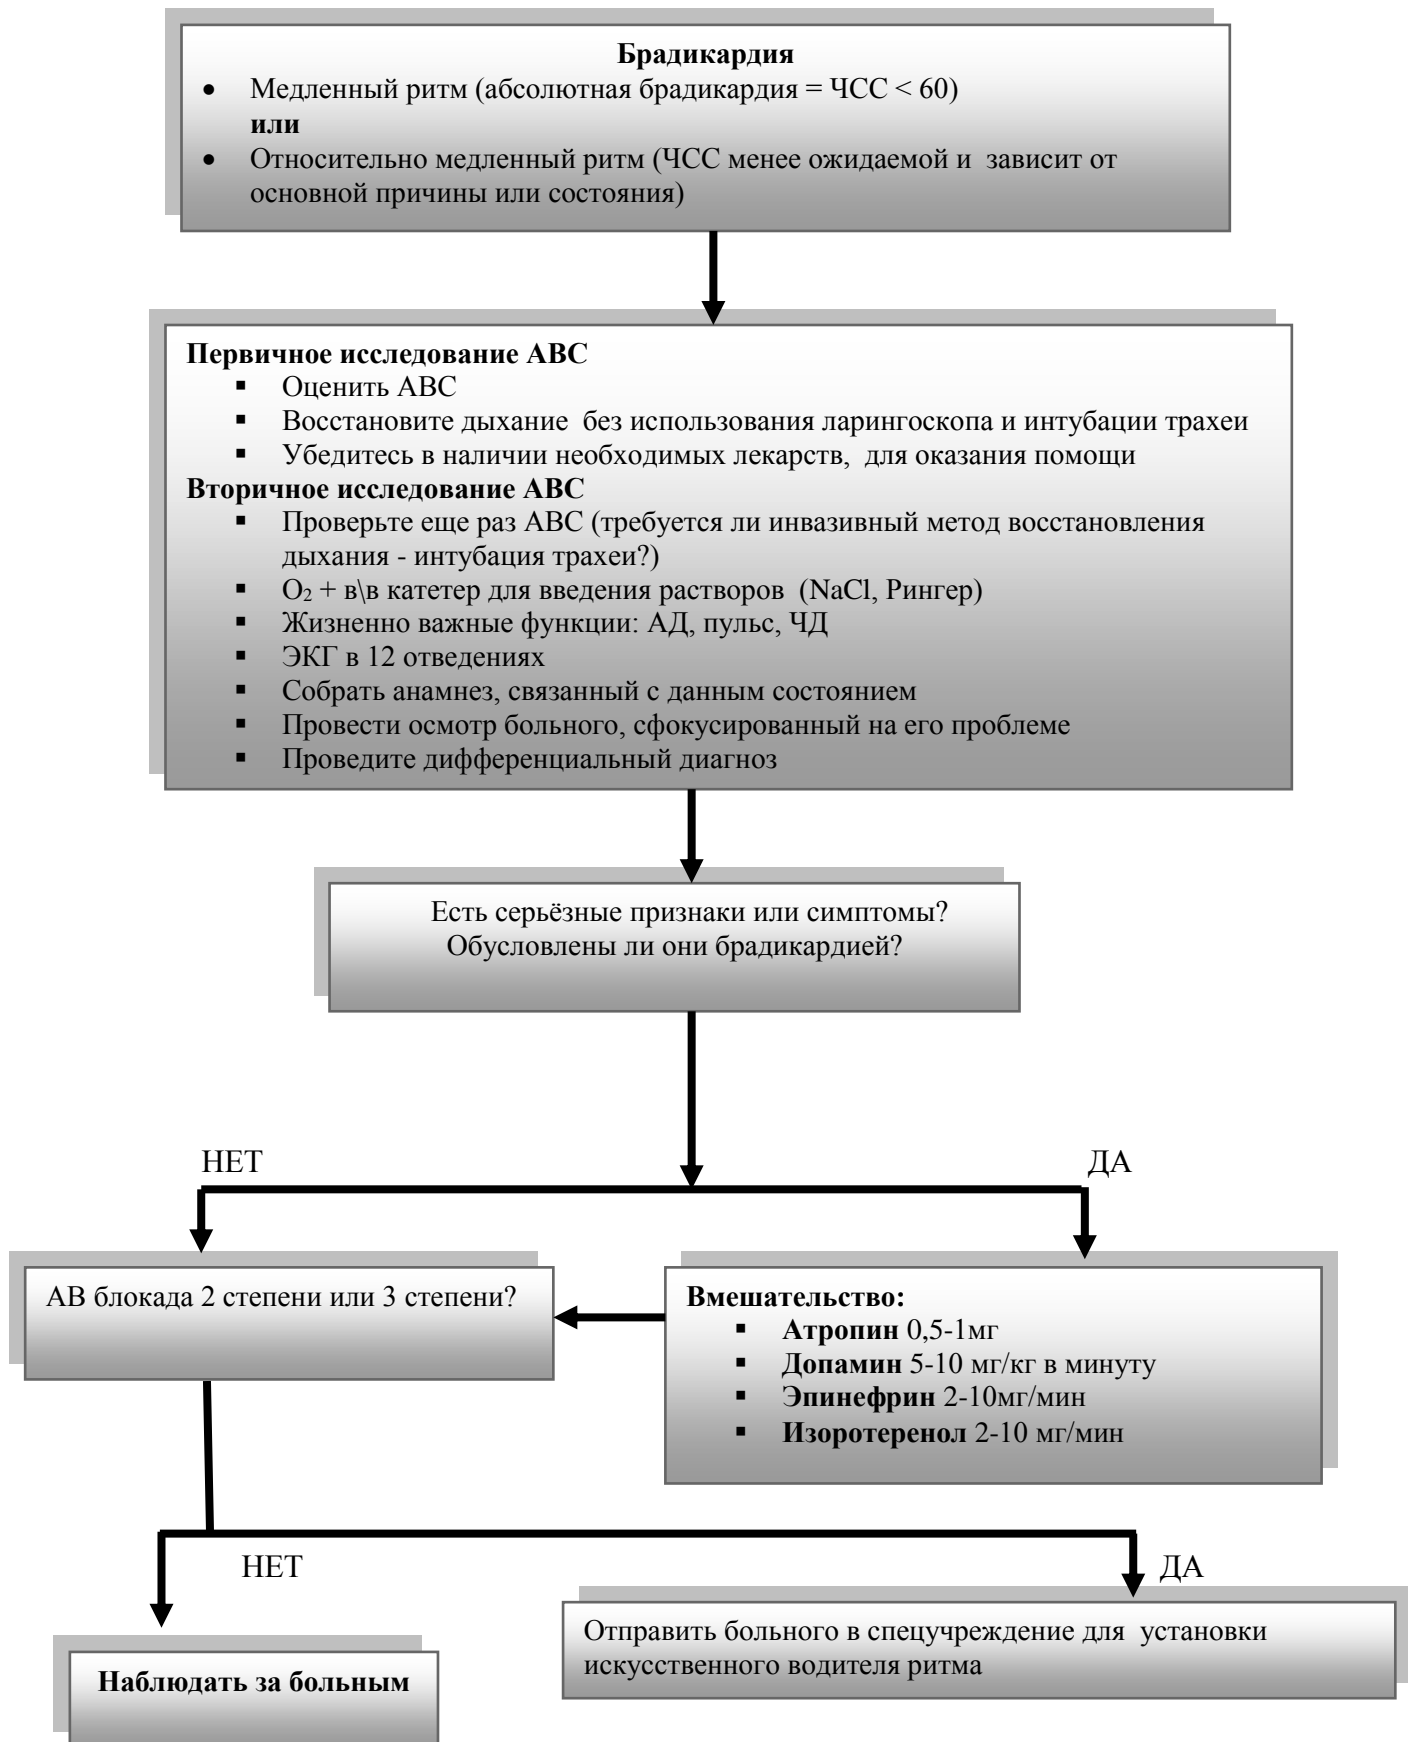 Брадикардия
• Медленный ритм (абсолютная брадикардия = ЧСС < 60)
или
• Относительно медленный ритм (ЧСС менее ожидаемой и зависит от
основной причины или состояния)
Первичное исследование АВС
▪ Оценить АВС
▪ Восстановите дыхание без использования ларингоскопа и интубации трахеи
▪ Убедитесь в наличии необходимых лекарств, для оказания помощи
Вторичное исследование АВС
▪ Проверьте еще раз АВС (требуется ли инвазивный метод восстановления
дыхания - интубация трахеи?)
▪ О₂ + в\в катетер для введения растворов (NaCl, Рингер)
▪ Жизненно важные функции: АД, пульс, ЧД
▪ ЭКГ в 12 отведениях
▪ Собрать анамнез, связанный с данным состоянием
▪ Провести осмотр больного, сфокусированный на его проблеме
▪ Проведите дифференциальный диагноз
Есть серьёзные признаки или симптомы?
Обусловлены ли они брадикардией?
НЕТ
ДА
АВ блокада 2 степени или 3 степени?
Вмешательство:
▪ Атропин 0,5-1мг
▪ Допамин 5-10 мг/кг в минуту
▪ Эпинефрин 2-10мг/мин
▪ Изоротеренол 2-10 мг/мин
НЕТ
ДА
Наблюдать за больным
Отправить больного в спецучреждение для установки
искусственного водителя ритма